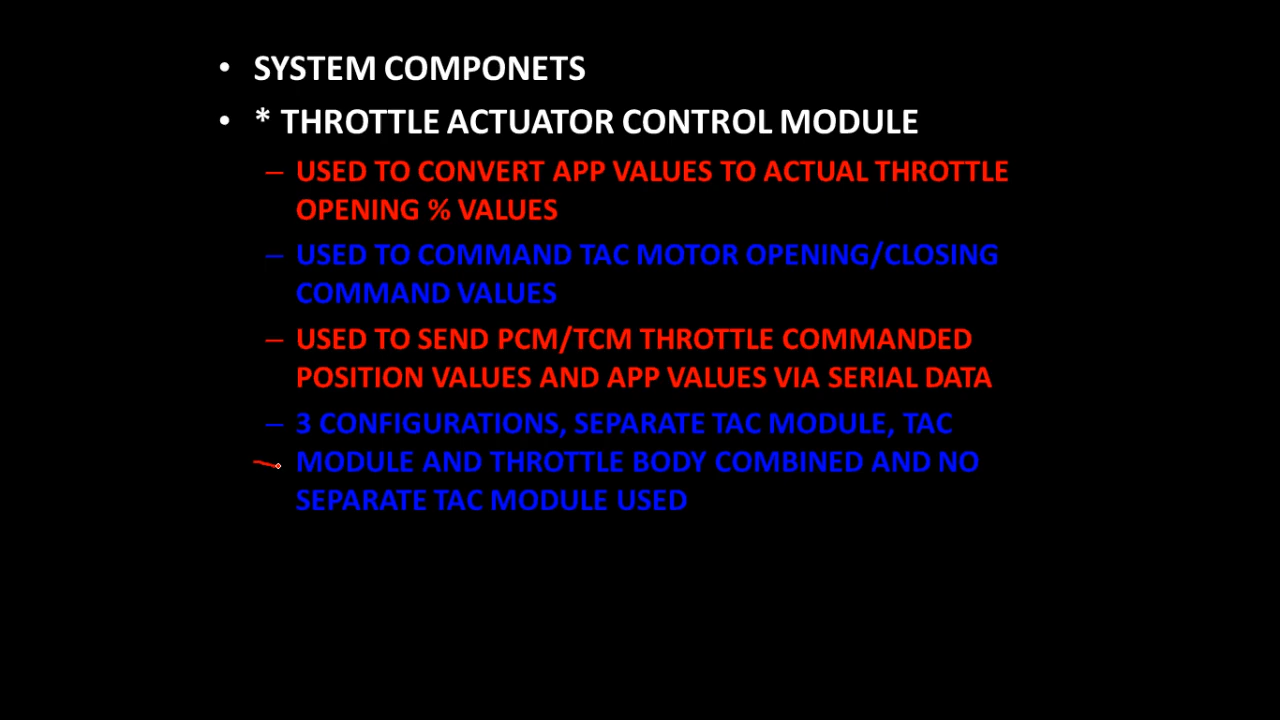 • SYSTEM COMPONETS
• * THROTTLE ACTUATOR CONTROL MODULE
– USED TO CONVERT APP VALUES TO ACTUAL THROTTLE
OPENING % VALUES
– USED TO COMMAND TAC MOTOR OPENING/CLOSING
COMMAND VALUES
– USED TO SEND PCM/TCM THROTTLE COMMANDED
POSITION VALUES AND APP VALUES VIA SERIAL DATA
– 3 CONFIGURATIONS, SEPARATE TAC MODULE, TAC
MODULE AND THROTTLE BODY COMBINED AND NO
SEPARATE TAC MODULE USED